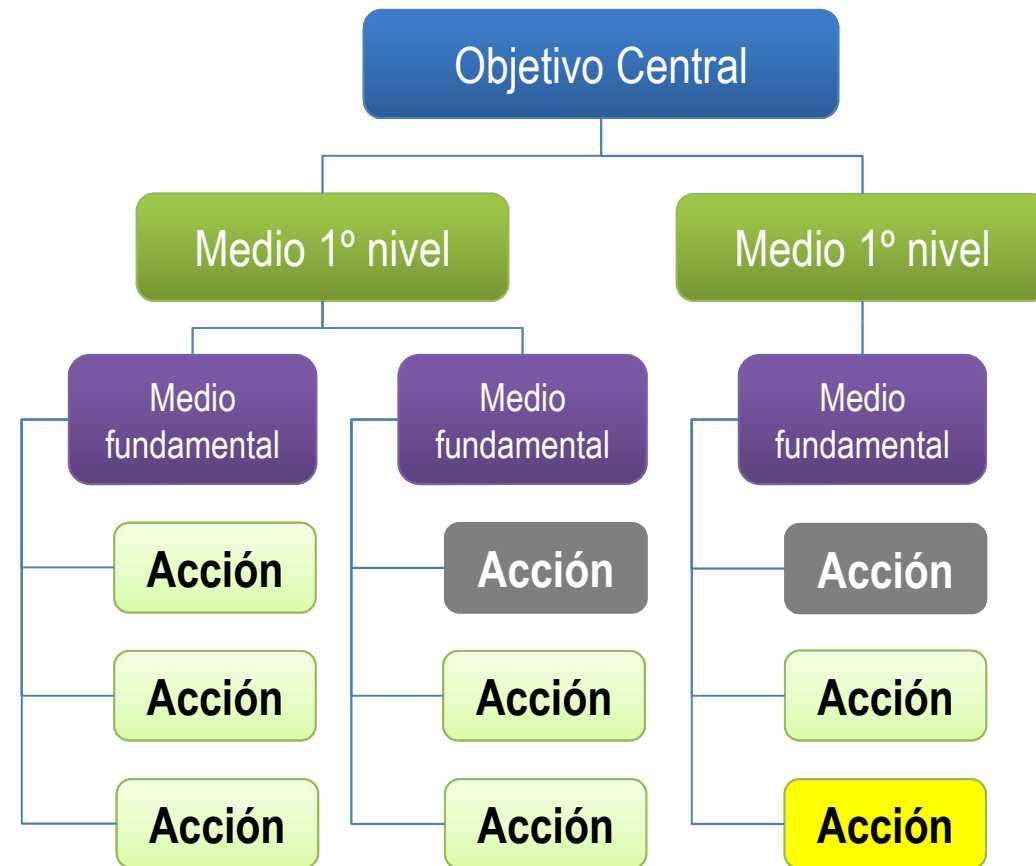 Objetivo Central
Medio 1º nivel
Medio 1º nivel
Medio
fundamental
Medio
fundamental
Medio
fundamental
Acción
Acción
Acción
Acción
Acción
Acción
Acción
Acción
Acción